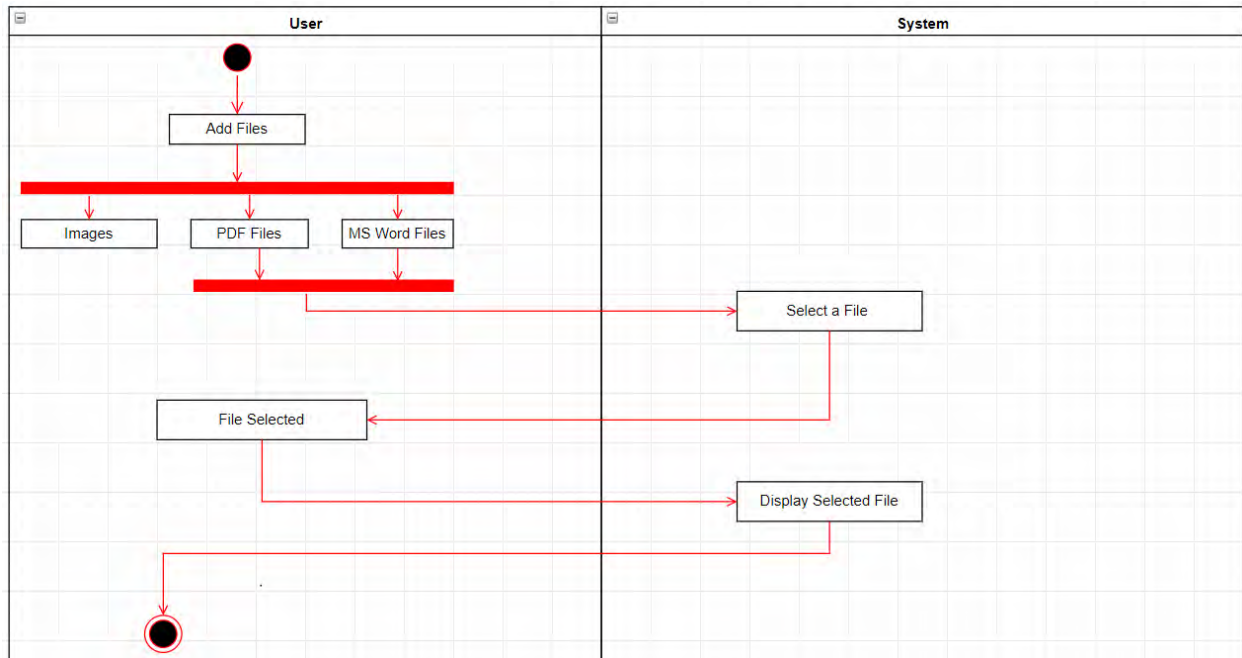 User
System
Add Files
Images
PDF Files
MS Word Files
Select a File
File Selected
Display Selected File